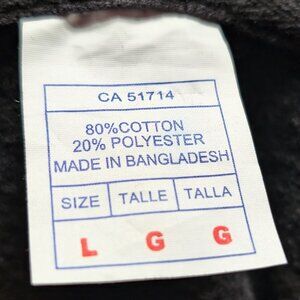 CA 51714
80%COTTON
20% POLYESTER
MADE IN BANGLADESH
SIZE TALLE TALLA
L G G